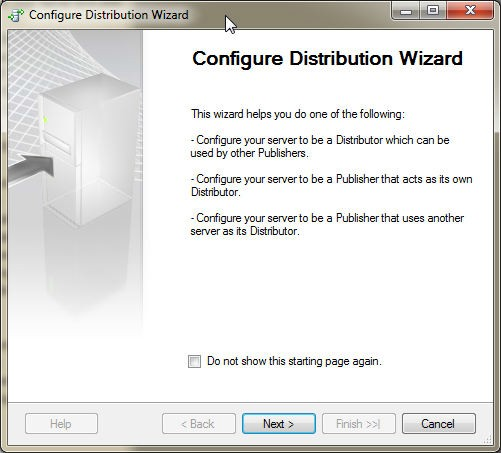 Configure Distribution Wizard
Configure Distribution Wizard
This wizard helps you do one of the following:
- Configure your server to be a Distributor which can be
used by other Publishers.
- Configure your server to be a Publisher that acts as its own
Distributor.
- Configure your server to be a Publisher that uses another
server as its Distributor.
Do not show this starting page again.
Help
< Back
Next >
Finish >>|
Cancel